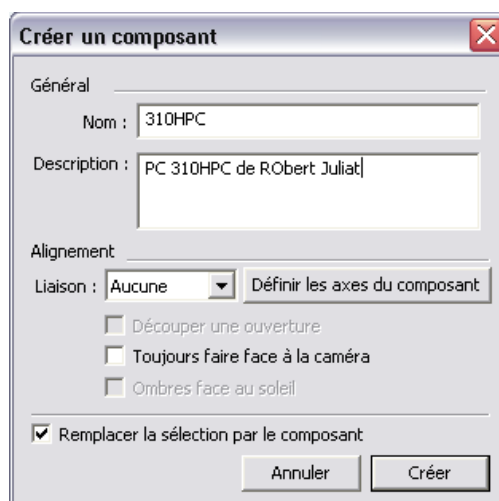 Créer un composant
Général
Nom : 310HPC
Description : PC 310HPC de RObert Juliat
Alignement
Liaison : Aucune Définir les axes du composant
Découper une ouverture
Toujours faire face à la caméra
Ombres face au soleil
Remplacer la sélection par le composant
Annuler Créer